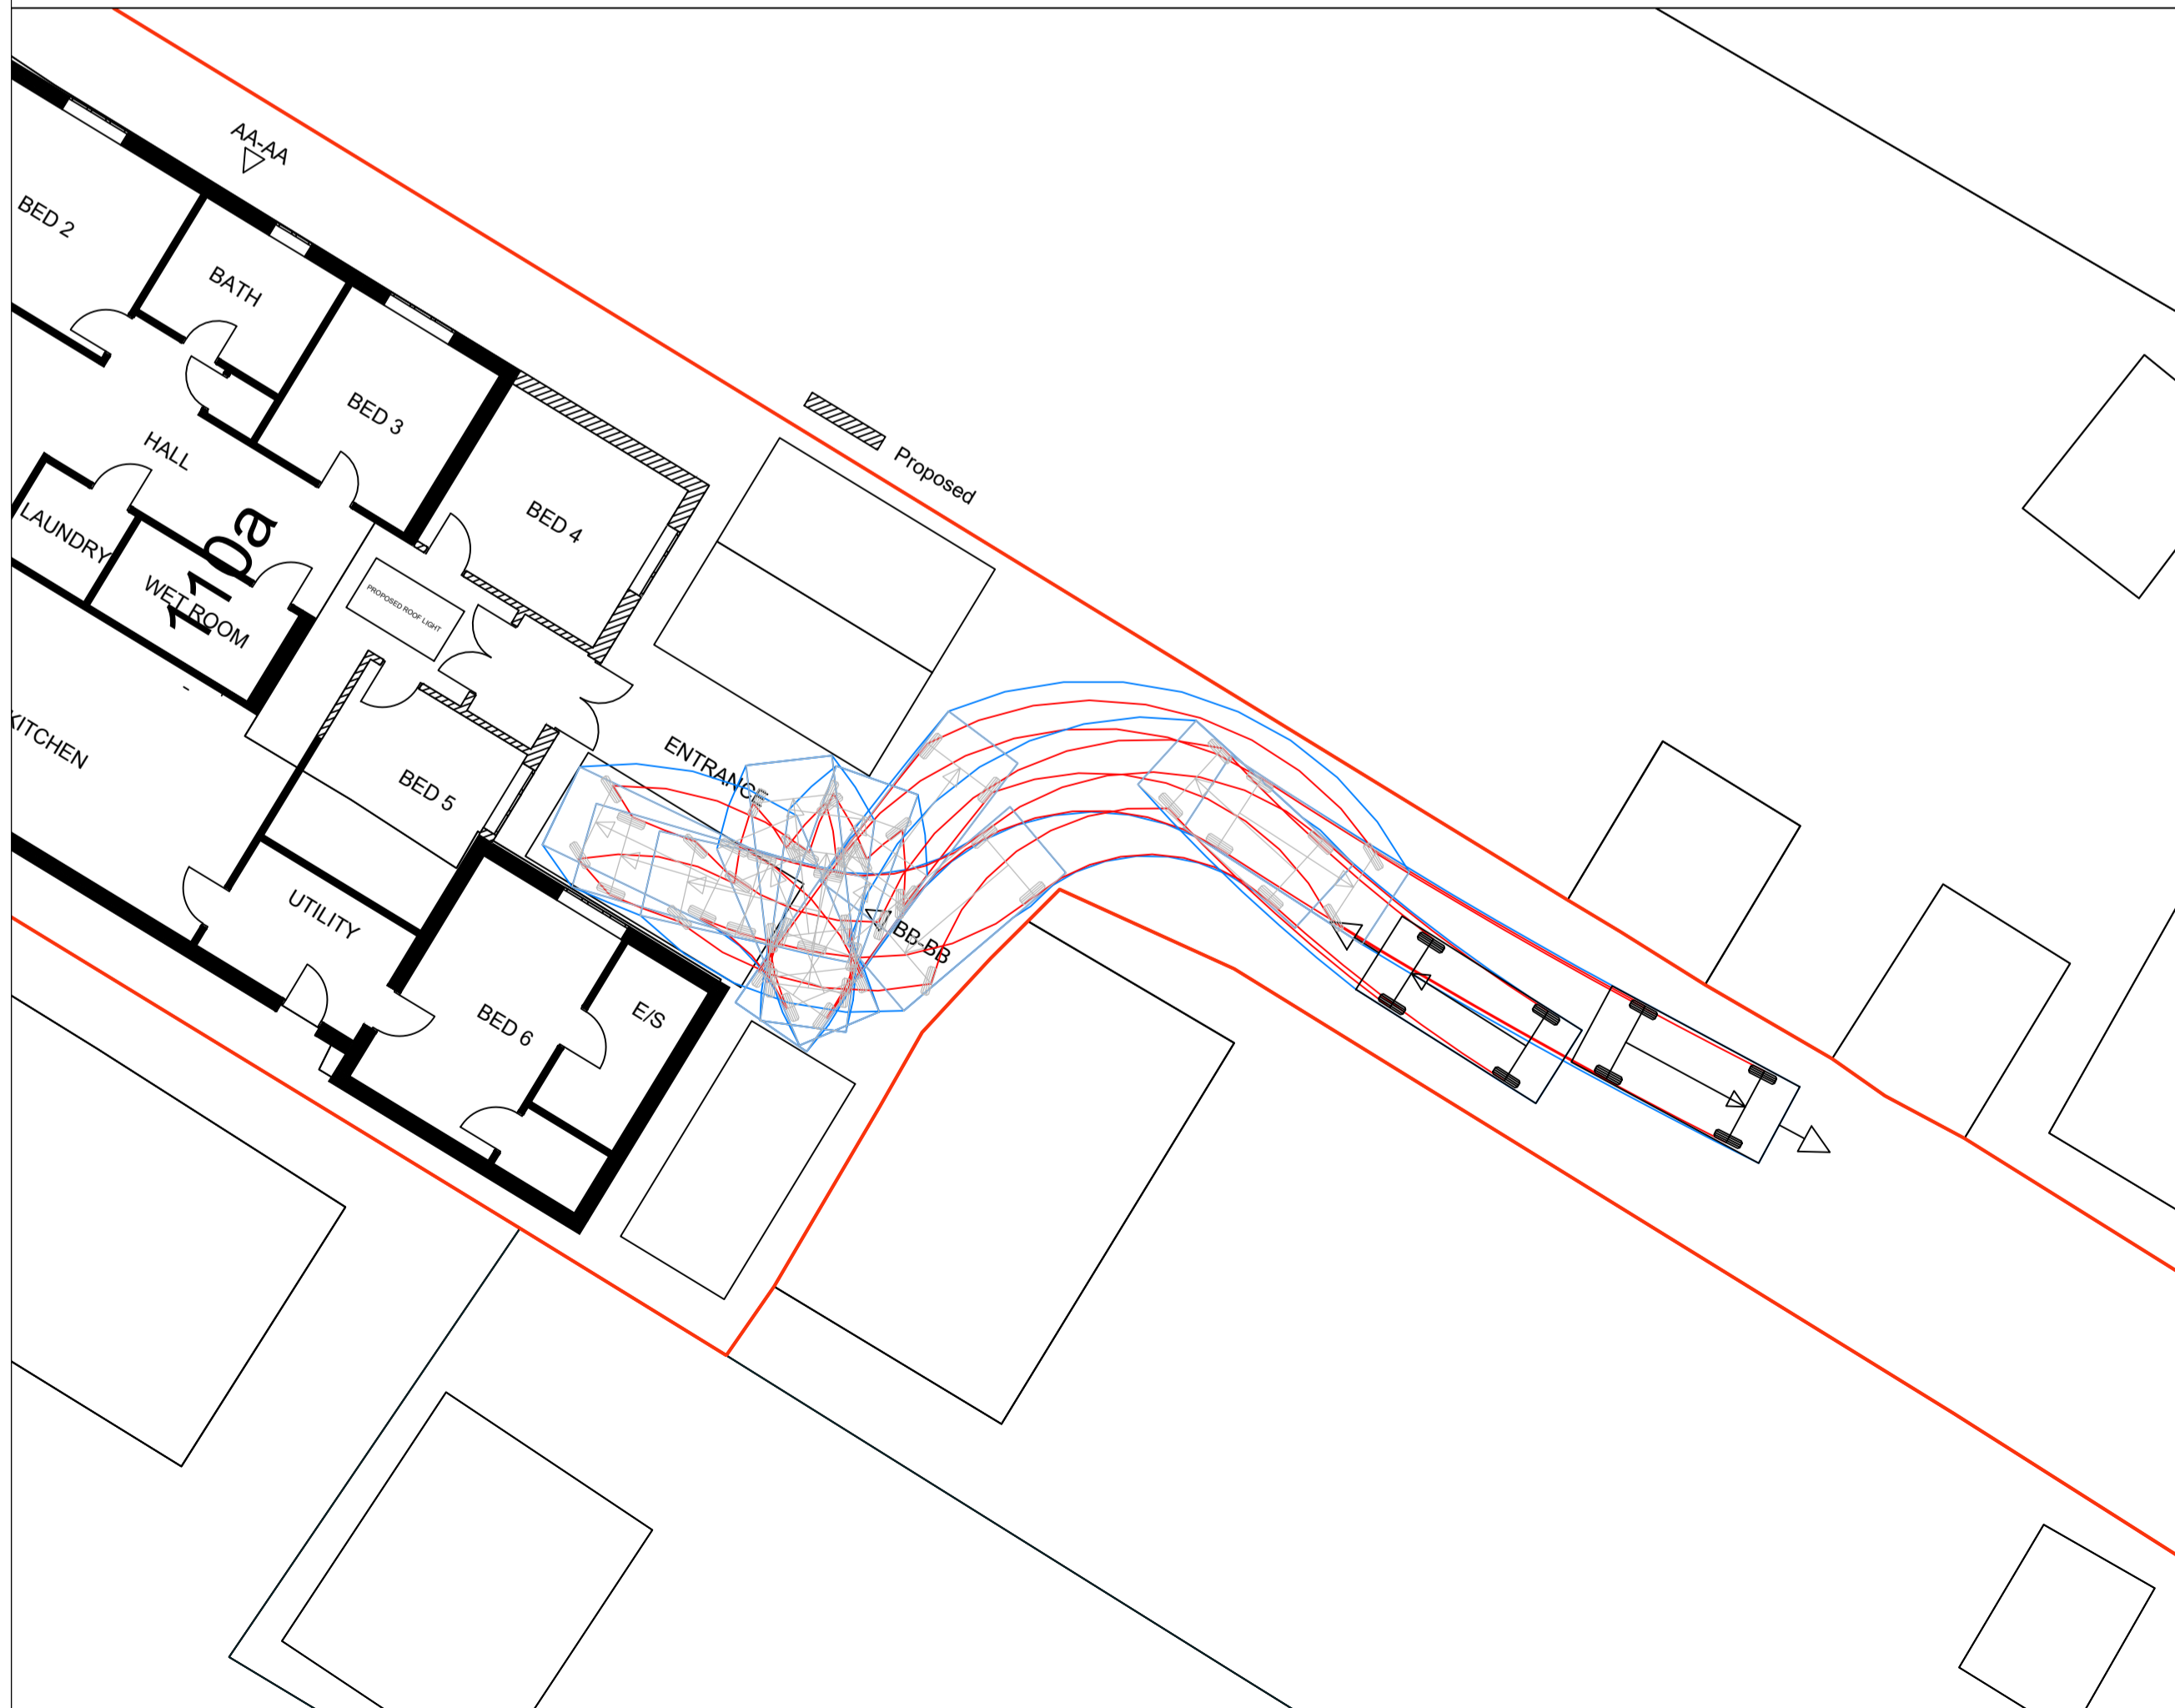 AA-AA
BED 2
BATH
BED 3
HALL
Proposed
BED 4
LAUNDRY
110a
WET ROOM
PROPOSED ROOF LIGHT
KITCHEN
ENTRANCE
BED 5
UTILITY
BB-BB
BED 6
E/S